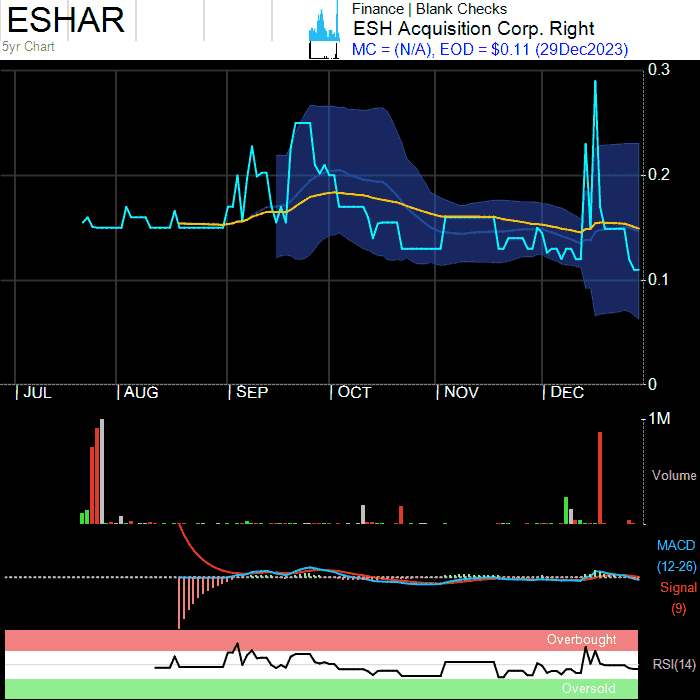 ESHAR
5yr Chart
Finance | Blank Checks
ESH Acquisition Corp. Right
MC = (N/A), EOD = $0.11 (29Dec2023)
0.3
0.2
0.1
0
JUL AUG SEP OCT NOV DEC
1M
Volume
MACD
(12-26)
Signal
(9)
Overbought
RSI(14)
Oversold